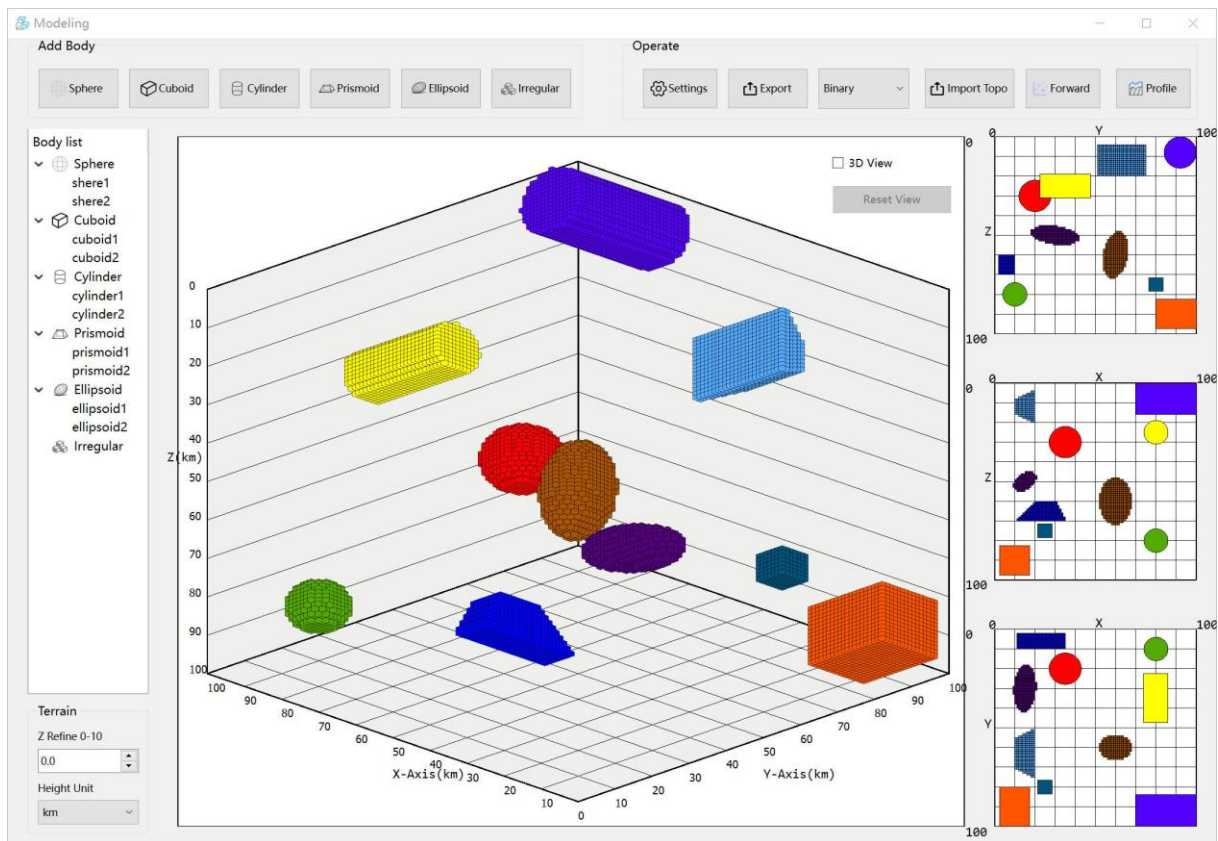 Modeling
Add Body
Operate
Sphere
Cuboid
Cylinder
Prismoid
Ellipsoid
Irregular
Settings
Export
Binary
Import Topo
Forward
Profile
Body list
Sphere
shere1
shere2
Cuboid
cuboid1
cuboid2
Cylinder
cylinder1
cylinder2
Prismoid
prismoid1
prismoid2
Ellipsoid
ellipsoid1
ellipsoid2
Irregular
Terrain
Z Refine 0-10
0.0
Height Unit
km
3D View
Reset View
0
10
20
30
40
Z(km)
50
60
70
80
90
100
100
90
80
70
60
50
40
30
20
10
X-Axis(km)
0
10
20
30
40
50
60
70
80
90
100
Y-Axis(km)
0
0
Y
100
Z
100
0
0
X
100
Z
100
0
0
X
100
Y
100